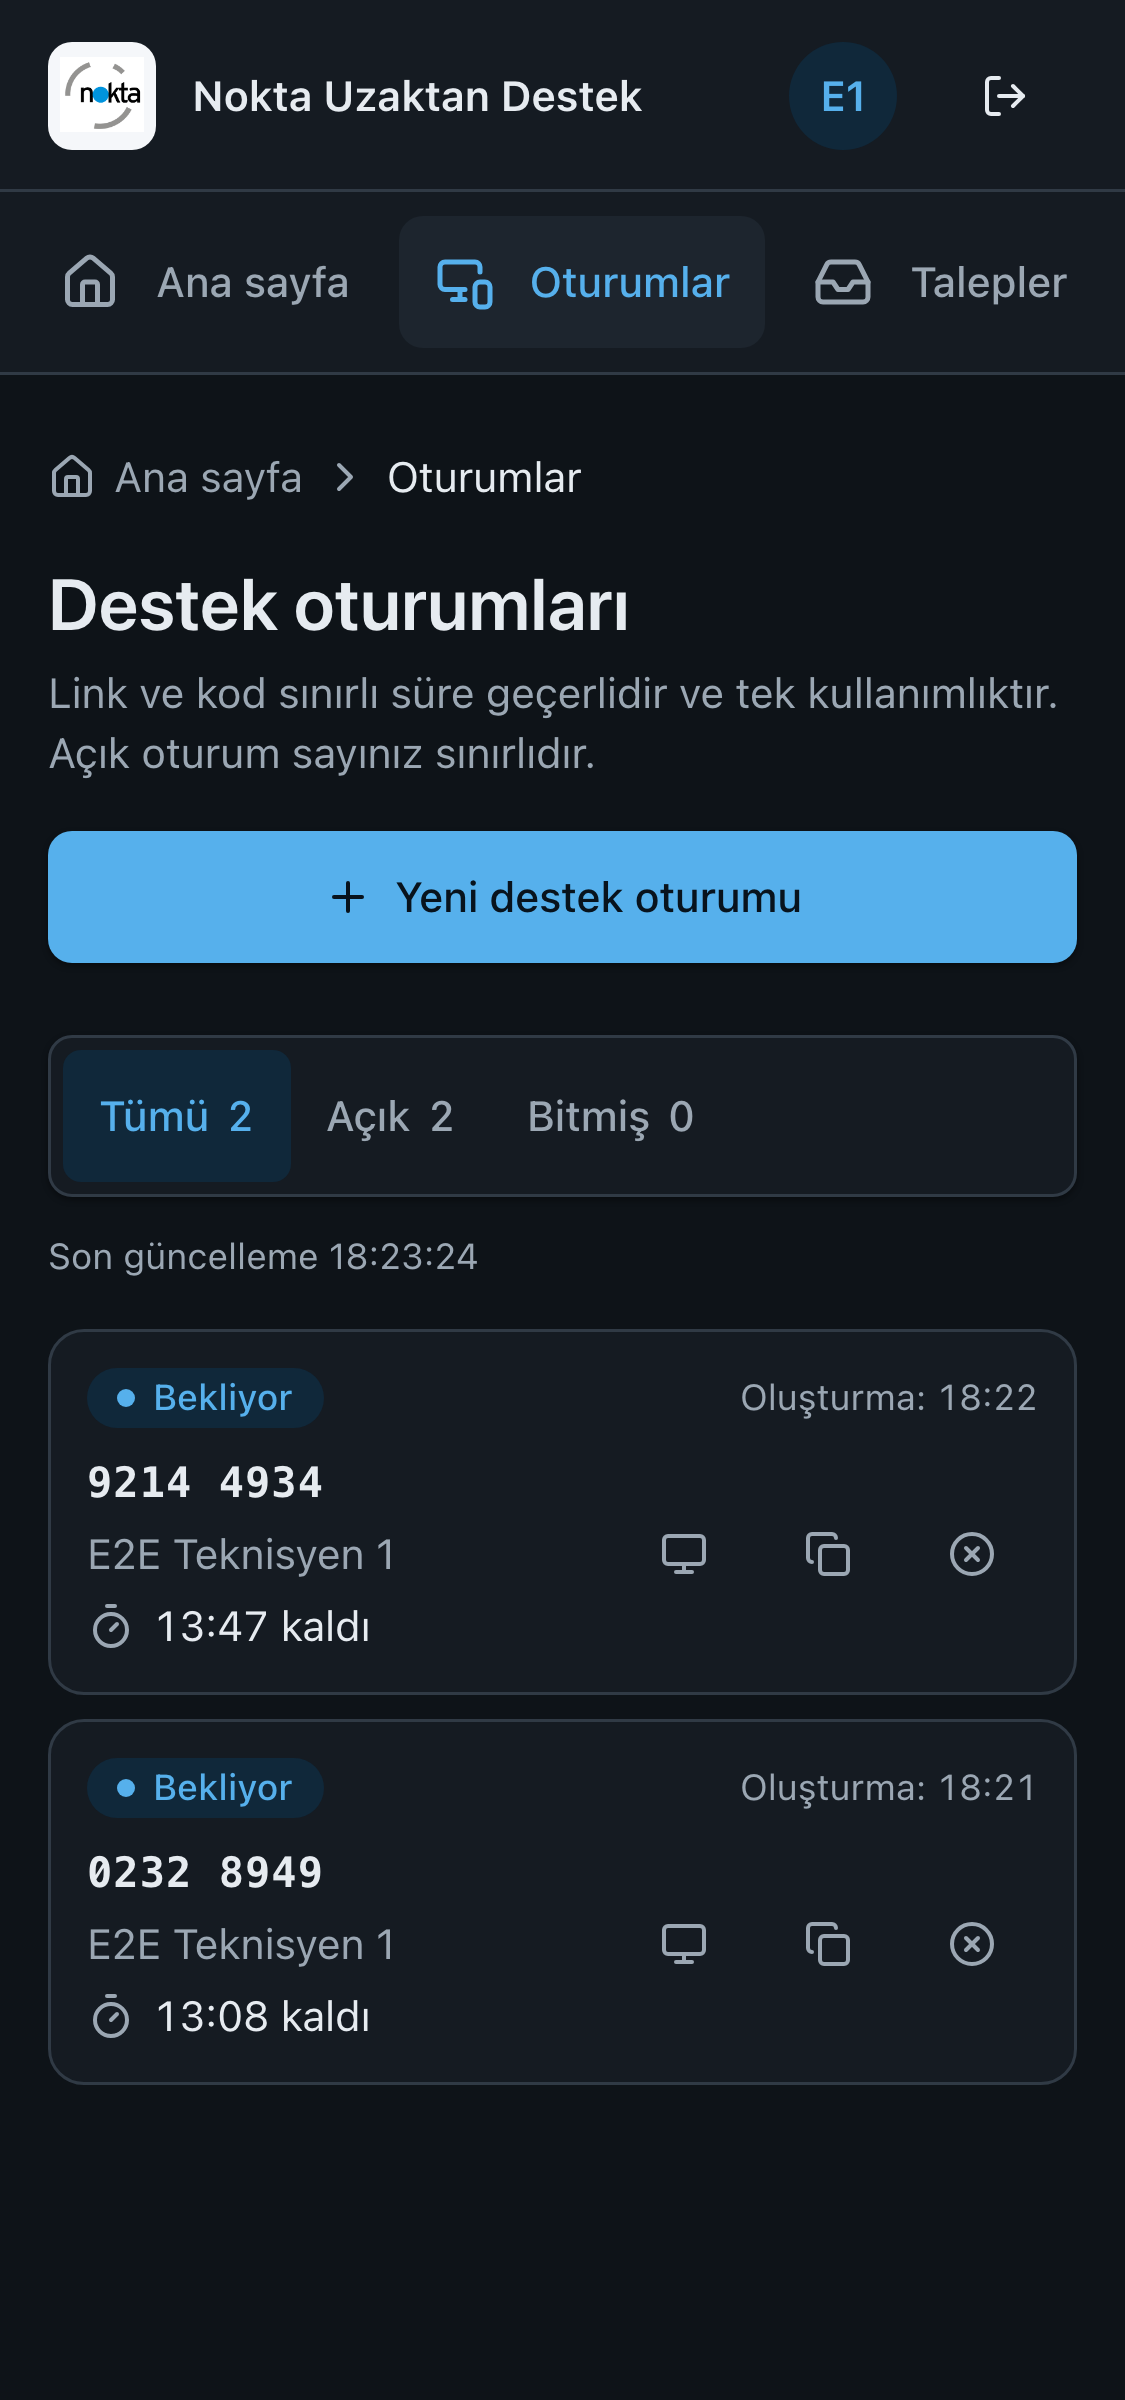 nokta
Nokta Uzaktan Destek
E1
Ana sayfa
Oturumlar
Talepler
Ana sayfa
Oturumlar
Destek oturumları
Link ve kod sınırlı süre geçerlidir ve tek kullanımlıktır.
Açık oturum sayınız sınırlıdır.
Yeni destek oturumu
Tümü 2
Açık 2
Bitmiş 0
Son güncelleme 18:23:24
Bekliyor
Oluşturma: 18:22
9214 4934
E2E Teknisyen 1
13:47 kaldı
Bekliyor
Oluşturma: 18:21
0232 8949
E2E Teknisyen 1
13:08 kaldı